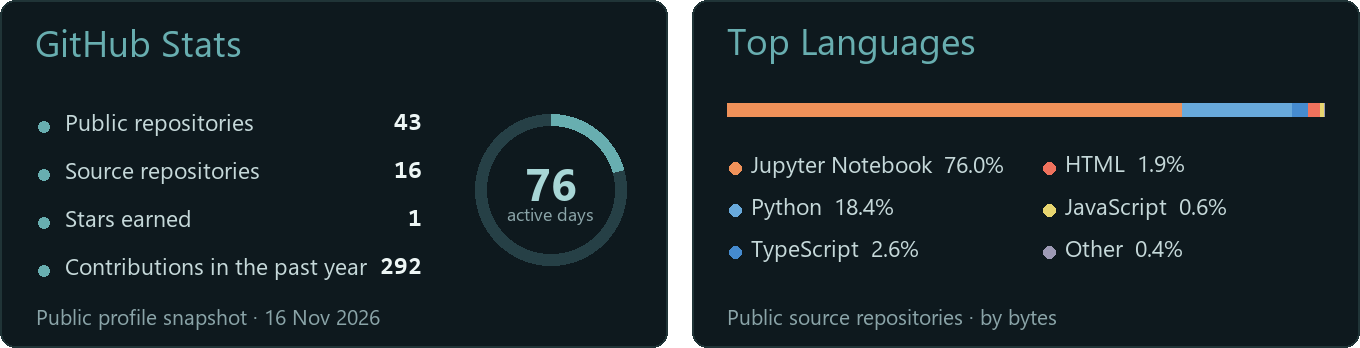 GitHub Stats
Public repositories 43
Source repositories 16
Stars earned 1
Contributions in the past year 292
76
active days
Public profile snapshot · 16 Nov 2026
Top Languages
Jupyter Notebook 76.0%
Python 18.4%
TypeScript 2.6%
HTML 1.9%
JavaScript 0.6%
Other 0.4%
Public source repositories · by bytes